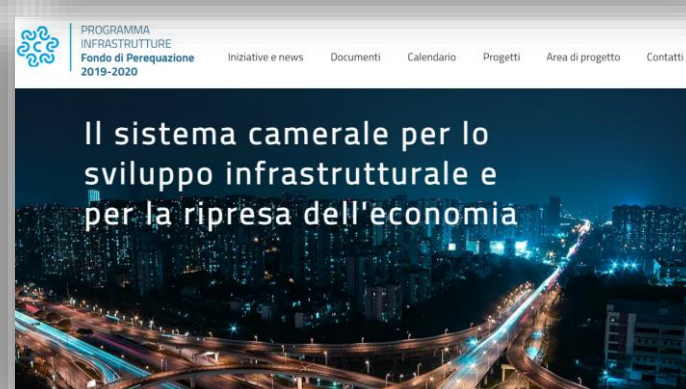 PROGRAMMA
INFRASTRUTTURE
Fondo di Perequazione
2019-2020
Iniziative e news Documenti Calendario Progetti Area di progetto Contatti
Il sistema camerale per lo
sviluppo infrastrutturale e
per la ripresa dell'economia